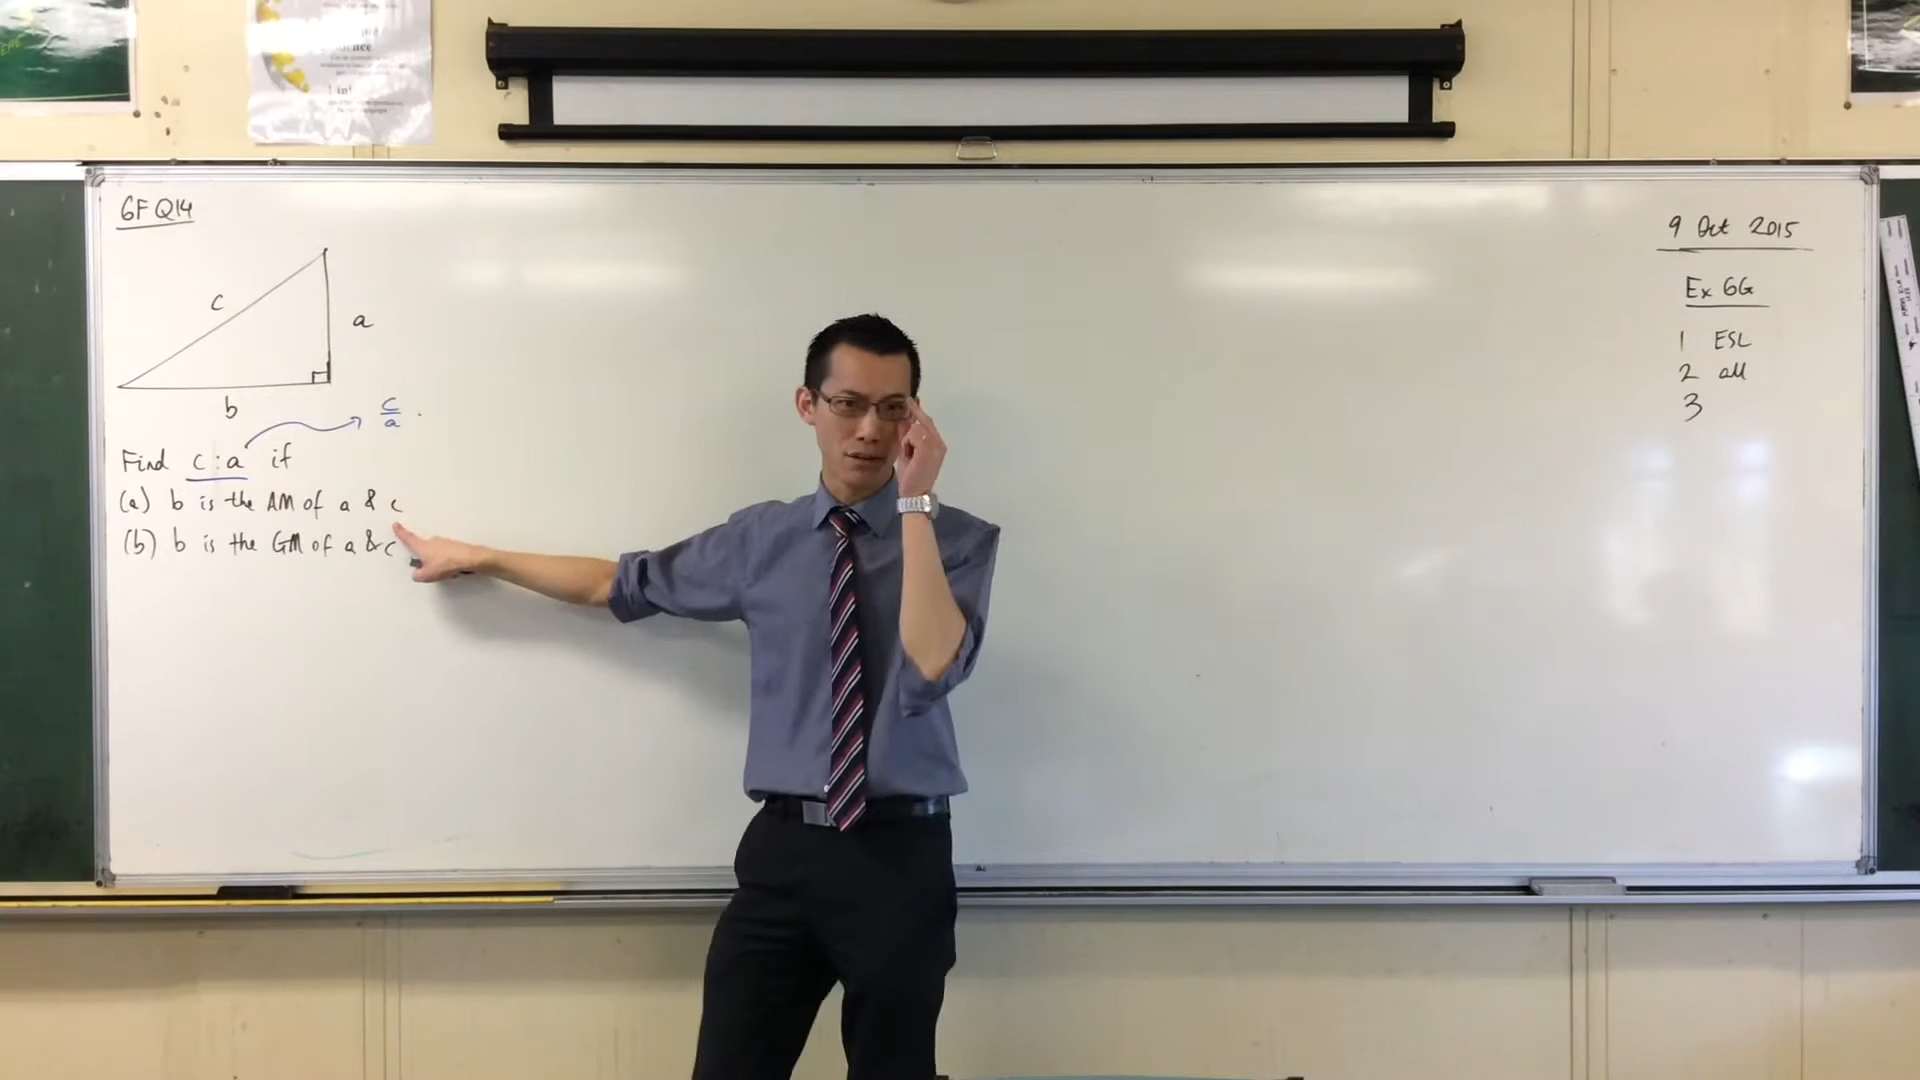 6F Q14
c
a
b
c/a
Find c : a if
(a) b is the AM of a & c
(b) b is the GM of a & c
9 Oct 2015
Ex 6G
1 ESL
2 all
3